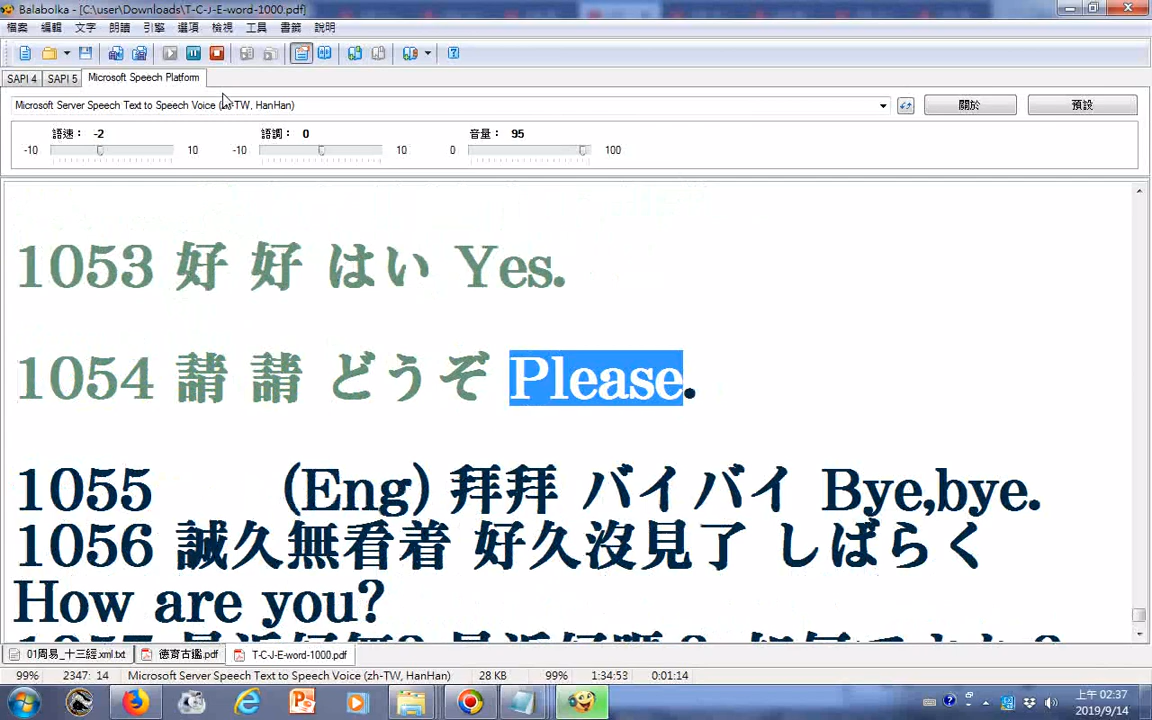 Balabolka - [C:\user\Downloads\T-C-J-E-word-1000.pdf]
檔案 編輯 文字 朗讀 引擎 選項 檢視 工具 書籤 說明
SAPI 4 SAPI 5 Microsoft Speech Platform
Microsoft Server Speech Text to Speech Voice (zh-TW, HanHan) 關於 預設
語速： -2 語調： 0 音量： 95
-10 10 -10 10 0 100
1053 好 好 はい Yes.
1054 請 請 どうぞ Please.
1055 (Eng) 拜拜 バイバイ Bye,bye.
1056 誠久無看着 好久沒見了 しばらく
How are you?
01周易_十三經.xml.txt 德育古鑑.pdf T-C-J-E-word-1000.pdf
99% 2347: 14 Microsoft Server Speech Text to Speech Voice (zh-TW, HanHan) 28 KB 99% 1:34:53 0:01:14
上午 02:37
2019/9/14